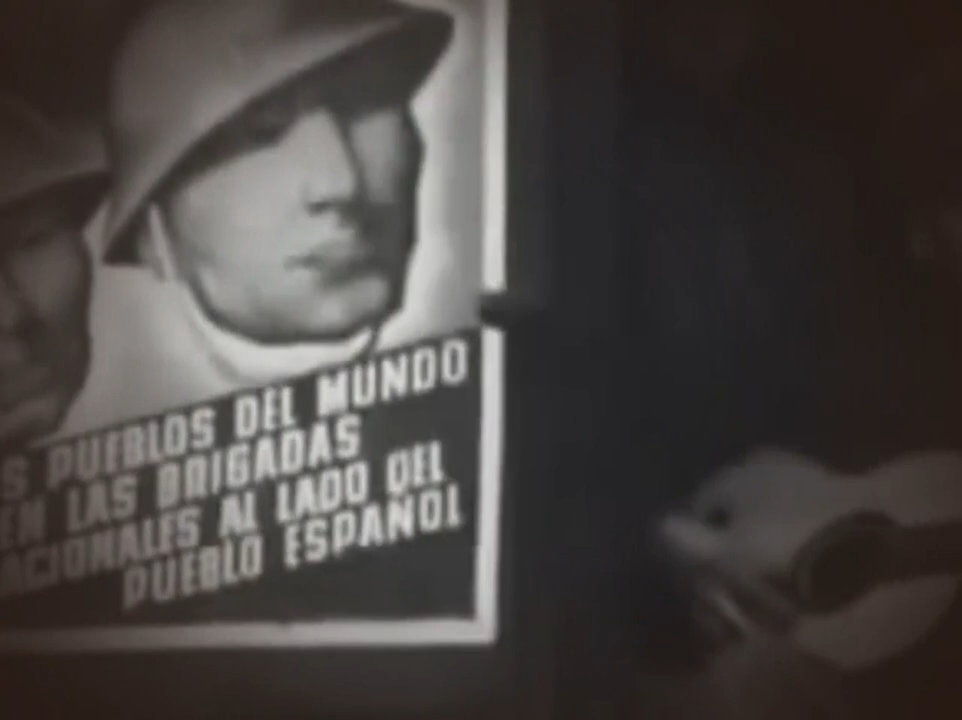 S PUEBLOS DEL MUNDO
EN LAS BRIGADAS
ACIONALES AL LADO DEL
PUEBLO ESPAÑOL